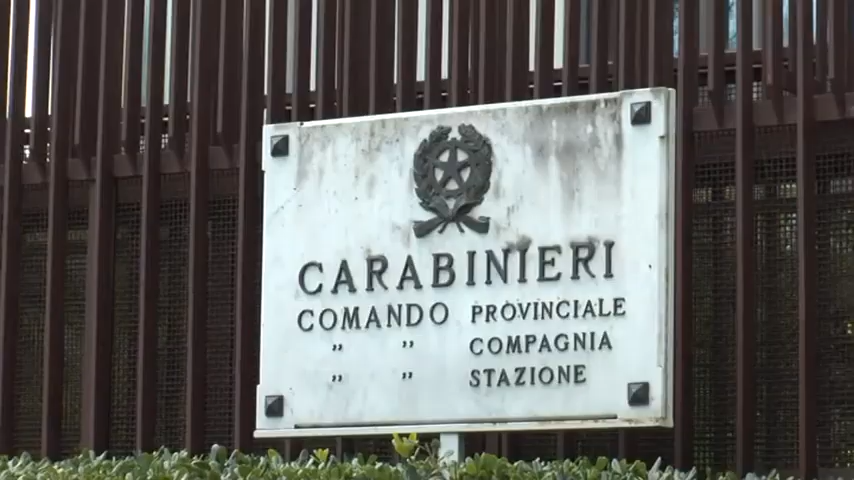 CARABINIERI
COMANDO PROVINCIALE
" " COMPAGNIA
" " STAZIONE